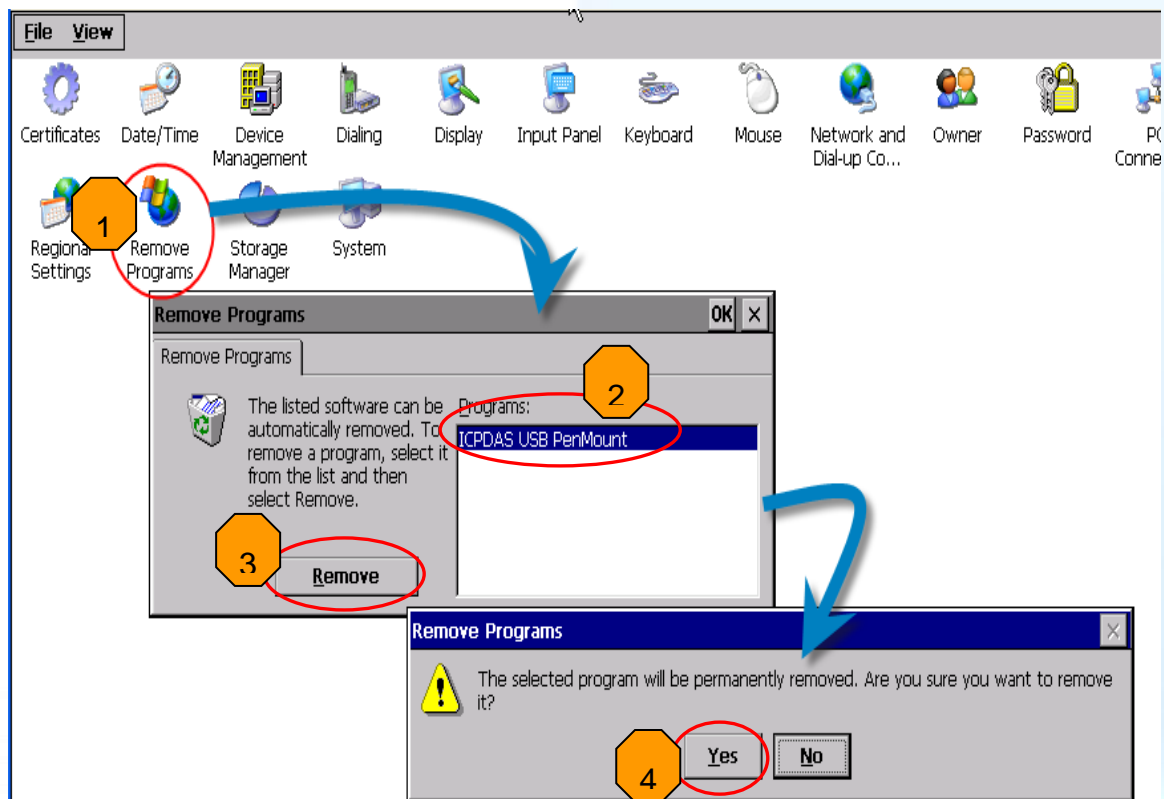 File View
Certificates Date/Time Device Management Dialing Display Input Panel Keyboard Mouse Network and Dial-up Co... Owner Password PC Conne
1
Regional Settings Remove Programs Storage Manager System
Remove Programs OK
Remove Programs
2
The listed software can be
automatically removed. To
remove a program, select it
from the list and then
select Remove.
Programs:
ICPDAS USB PenMount
3
Remove
Remove Programs
The selected program will be permanently removed. Are you sure you want to remove
it?
4
Yes No